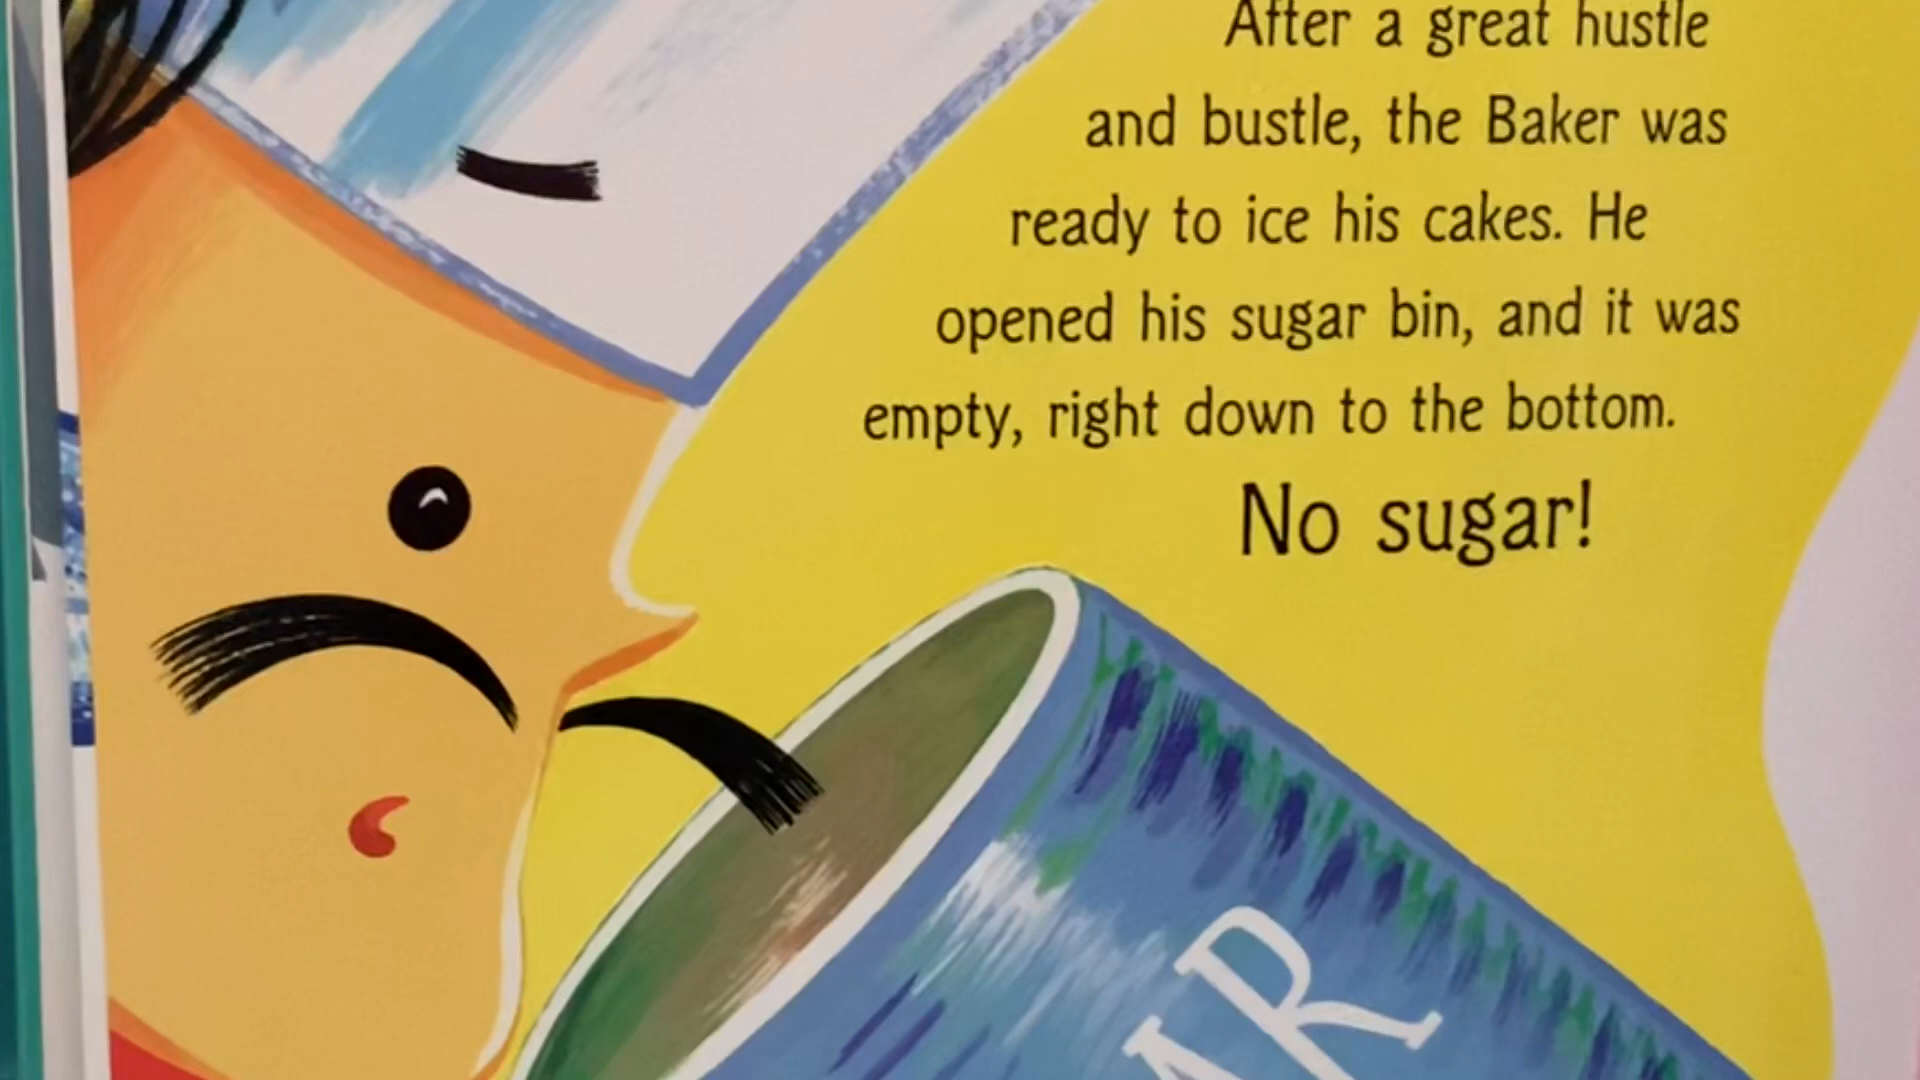 After a great hustle
and bustle, the Baker was
ready to ice his cakes. He
opened his sugar bin, and it was
empty, right down to the bottom.
No sugar!
AR